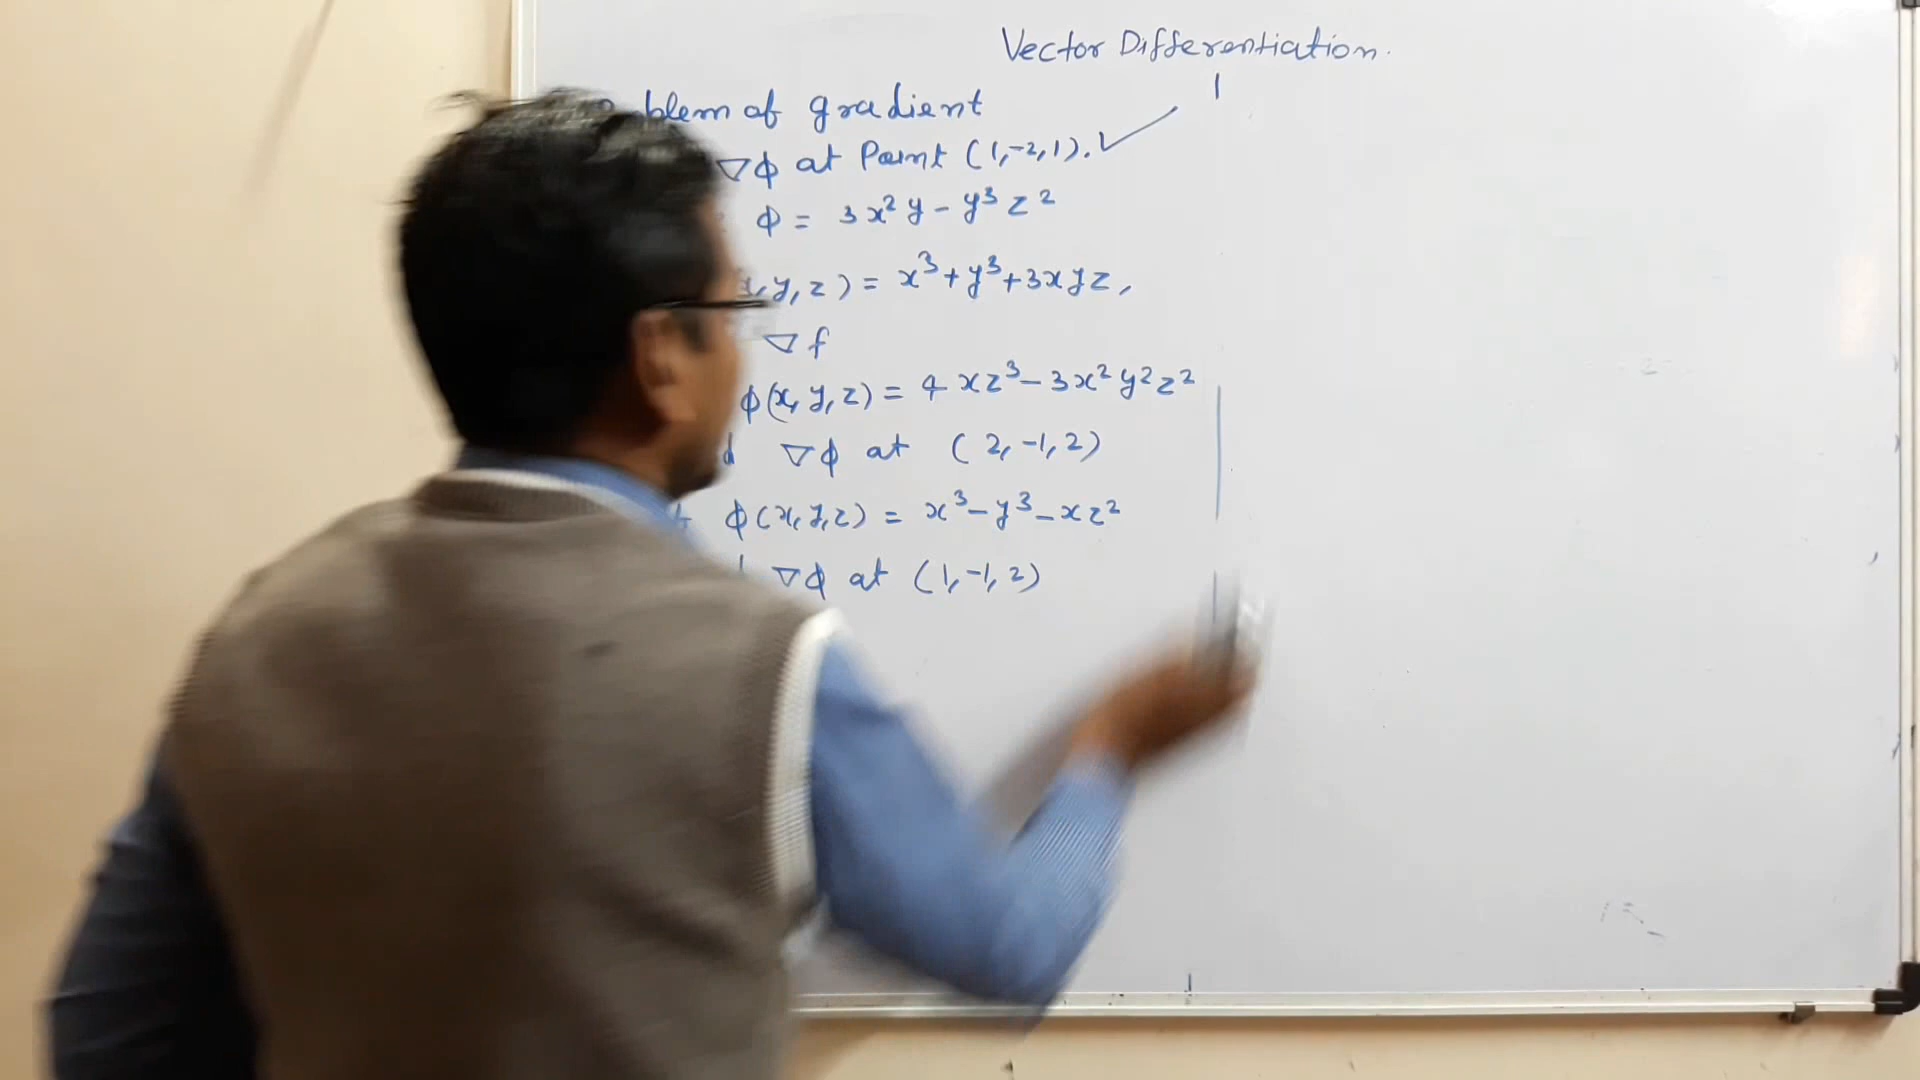 Vector Differentiation.
blem of gradient
∇ϕ at Point (1,-2,1).
ϕ = 3x²y - y³z²
x,y,z) = x³+y³+3xyz,
∇f
ϕ(x,y,z) = 4xz³-3x²y²z²
d ∇ϕ at (2,-1,2)
ϕ(x,y,z) = x³-y³-xz²
∇ϕ at (1,-1,2)